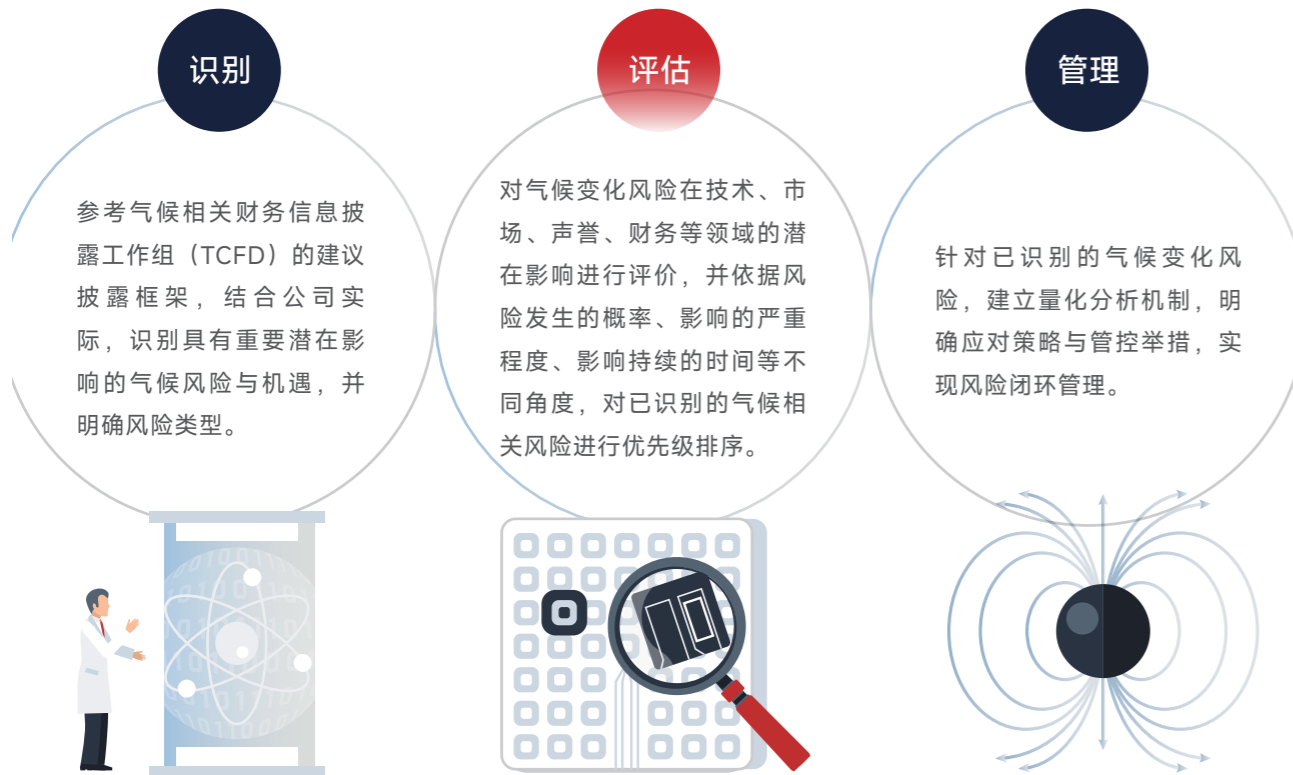 识别
参考气候相关财务信息披
露工作组（TCFD）的建议
披露框架，结合公司实
际，识别具有重要潜在影
响的气候风险与机遇，并
明确风险类型。
评估
对气候变化风险在技术、市
场、声誉、财务等领域的潜
在影响进行评价，并依据风
险发生的概率、影响的严重
程度、影响持续的时间等不
同角度，对已识别的气候相
关风险进行优先级排序。
管理
针对已识别的气候变化风
险，建立量化分析机制，明
确应对策略与管控举措，实
现风险闭环管理。